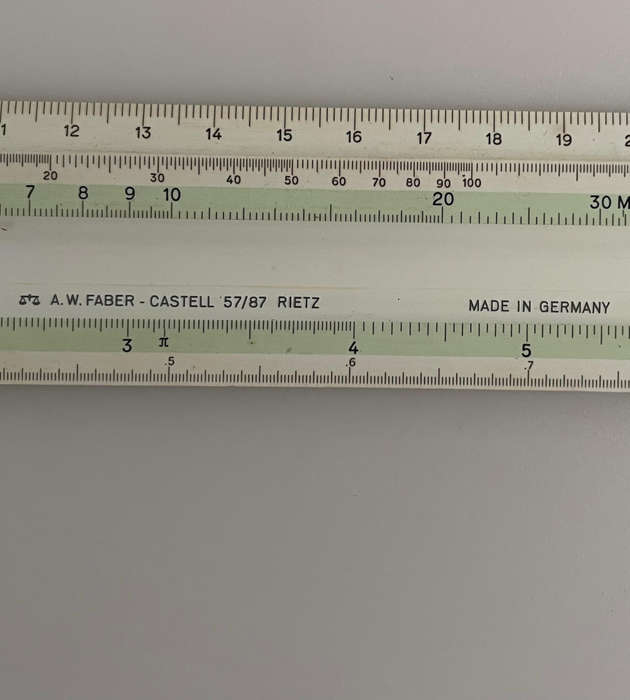 1 12 13 14 15 16 17 18 19 2
20 30 40 50 60 70 80 90 100
7 8 9 10 20 30 M
A.W. FABER - CASTELL 57/87 RIETZ MADE IN GERMANY
3 π 4 5
.5 .6 .7